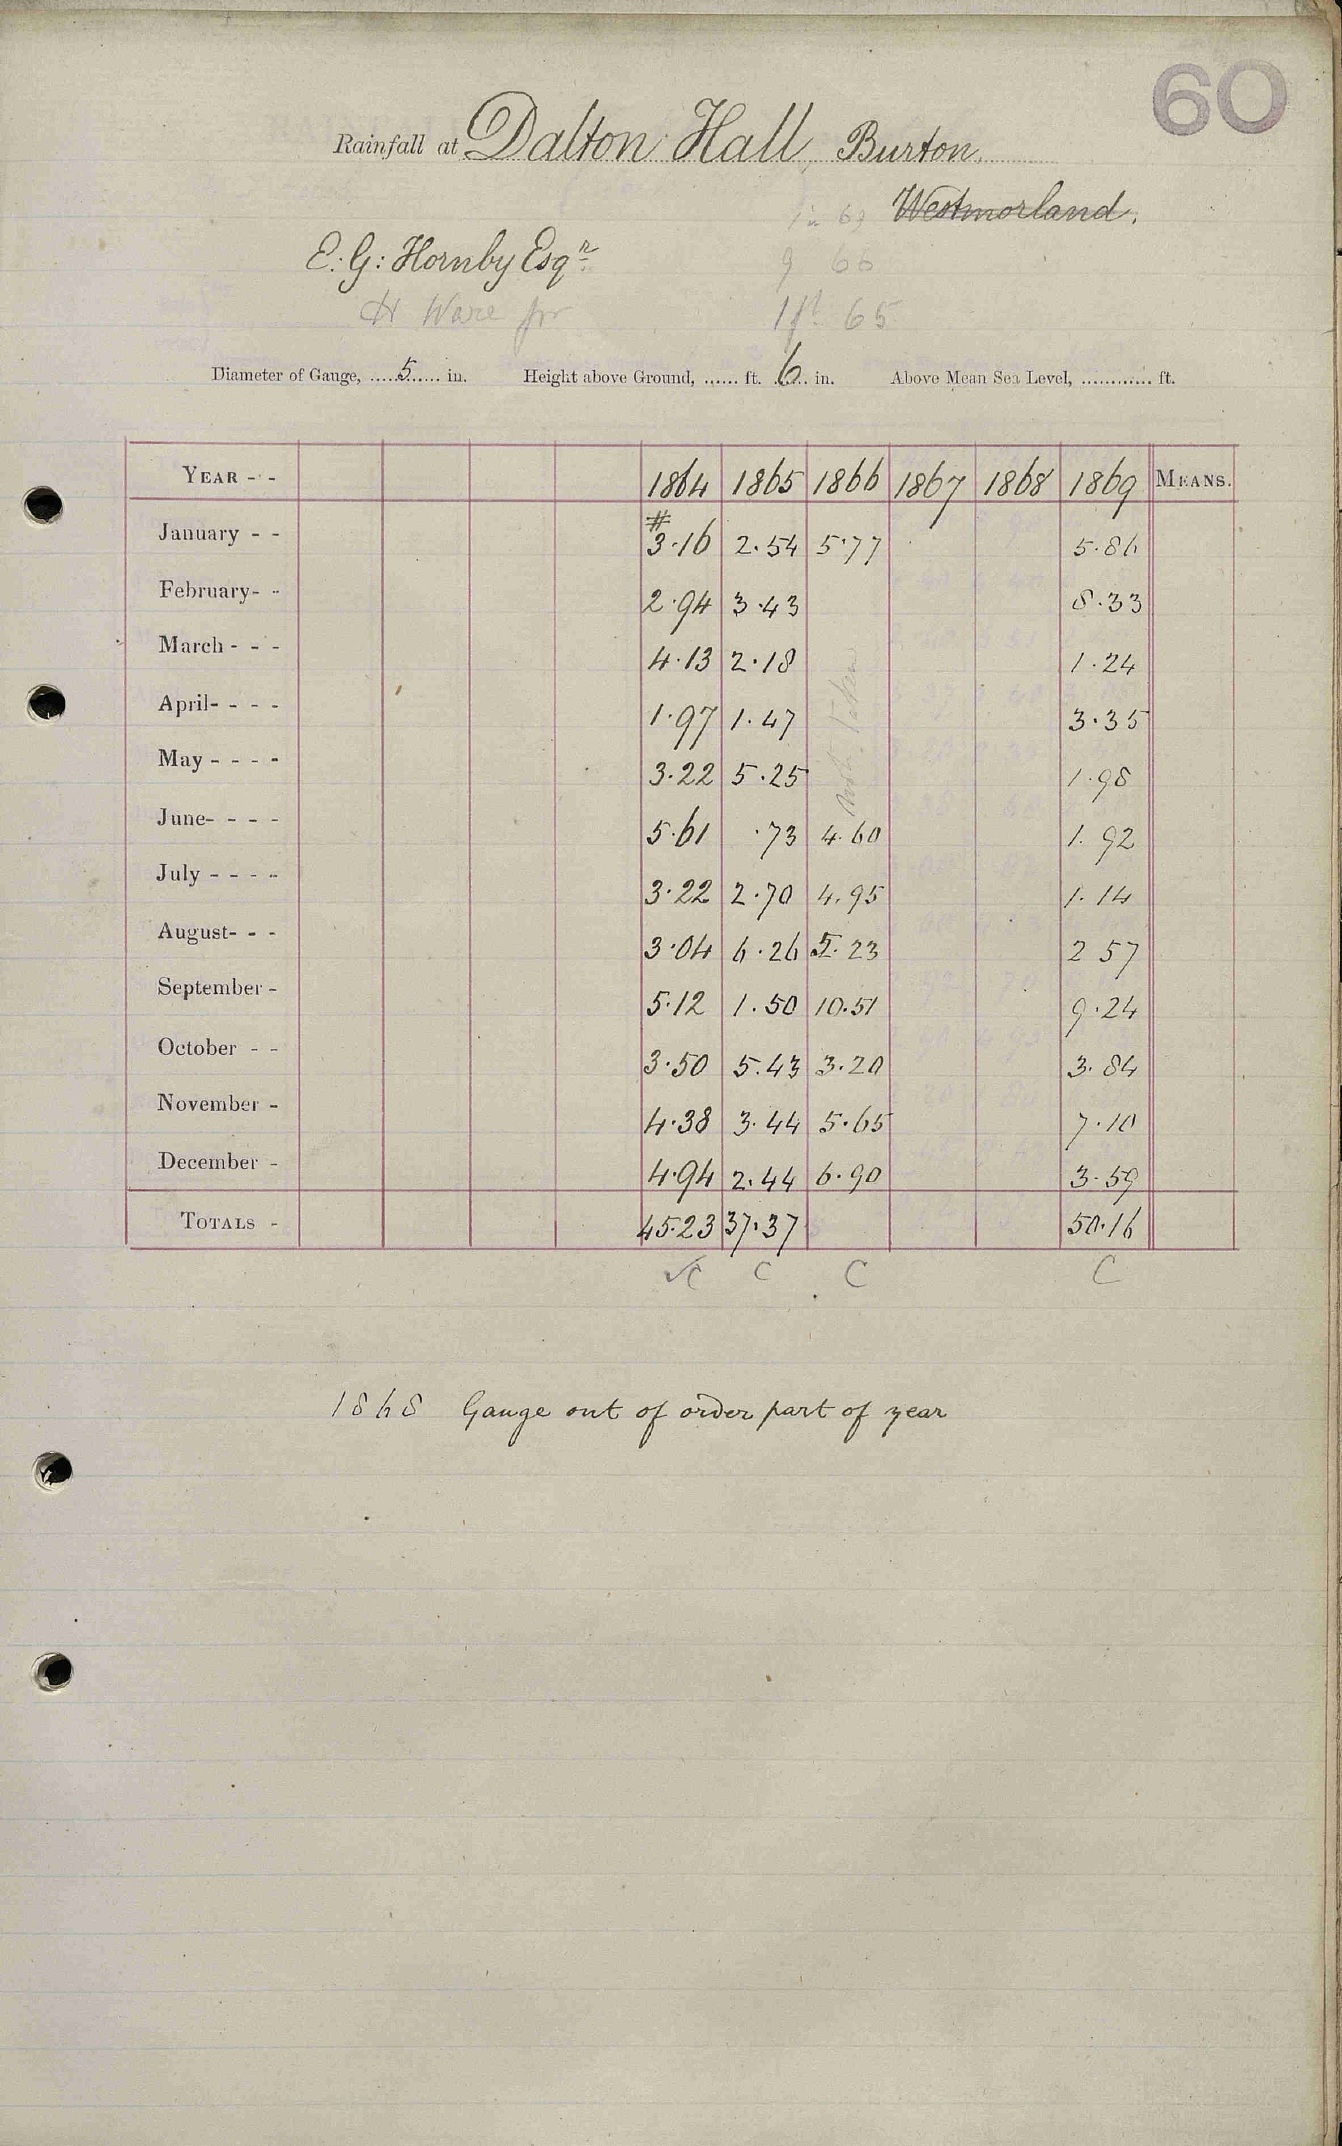 60
Rainfall at Dalton Hall, Burton.
Westmorland.
in 69
E. G: Hornby Esqr
9 66
H Ware for
1ft 65
Diameter of Gauge, 5 in. Height above Ground, ft. 6 in. Above Mean Sea Level, ft.
YEAR - - 1864 1865 1866 1867 1868 1869 MEANS.
#
January - - 3.16 2.54 5.77 5.86
February- - 2.94 3.43 8.33
March - - - 4.13 2.18 1.24
April- - - - 1.97 1.47 3.35
May - - - - 3.22 5.25 1.98
not taken
June- - - - 5.61 .73 4.60 1.92
July - - - - 3.22 2.70 4.95 1.14
August- - - 3.04 6.26 5.23 2 57
September - 5.12 1.50 10.51 9.24
October - - 3.50 5.43 3.20 3.84
November - 4.38 3.44 5.65 7.10
December - 4.94 2.44 6.90 3.59
TOTALS - 45.23 37.37 50.16
✓C C C C
1868 Gauge out of order part of year